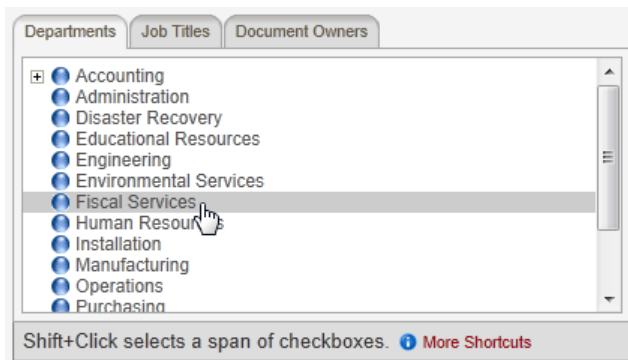 Departments Job Titles Document Owners
Accounting
Administration
Disaster Recovery
Educational Resources
Engineering
Environmental Services
Fiscal Services
Human Resources
Installation
Manufacturing
Operations
Purchasing
Shift+Click selects a span of checkboxes. More Shortcuts